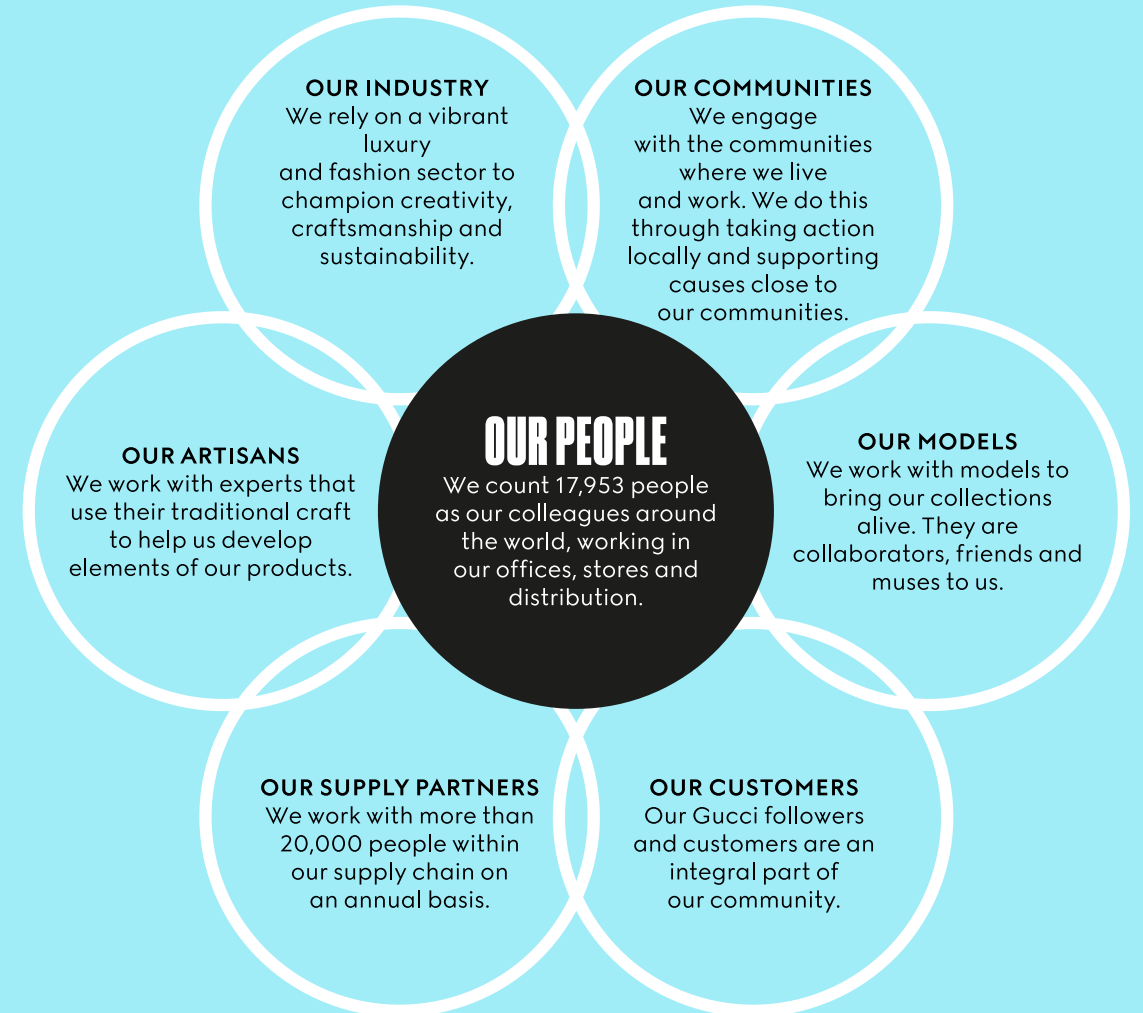 OUR INDUSTRY
We rely on a vibrant
luxury
and fashion sector to
champion creativity,
craftsmanship and
sustainability.
OUR COMMUNITIES
We engage
with the communities
where we live
and work. We do this
through taking action
locally and supporting
causes close to
our communities.
OUR ARTISANS
We work with experts that
use their traditional craft
to help us develop
elements of our products.
OUR PEOPLE
We count 17,953 people
as our colleagues around
the world, working in
our offices, stores and
distribution.
OUR MODELS
We work with models to
bring our collections
alive. They are
collaborators, friends and
muses to us.
OUR SUPPLY PARTNERS
We work with more than
20,000 people within
our supply chain on
an annual basis.
OUR CUSTOMERS
Our Gucci followers
and customers are an
integral part of
our community.